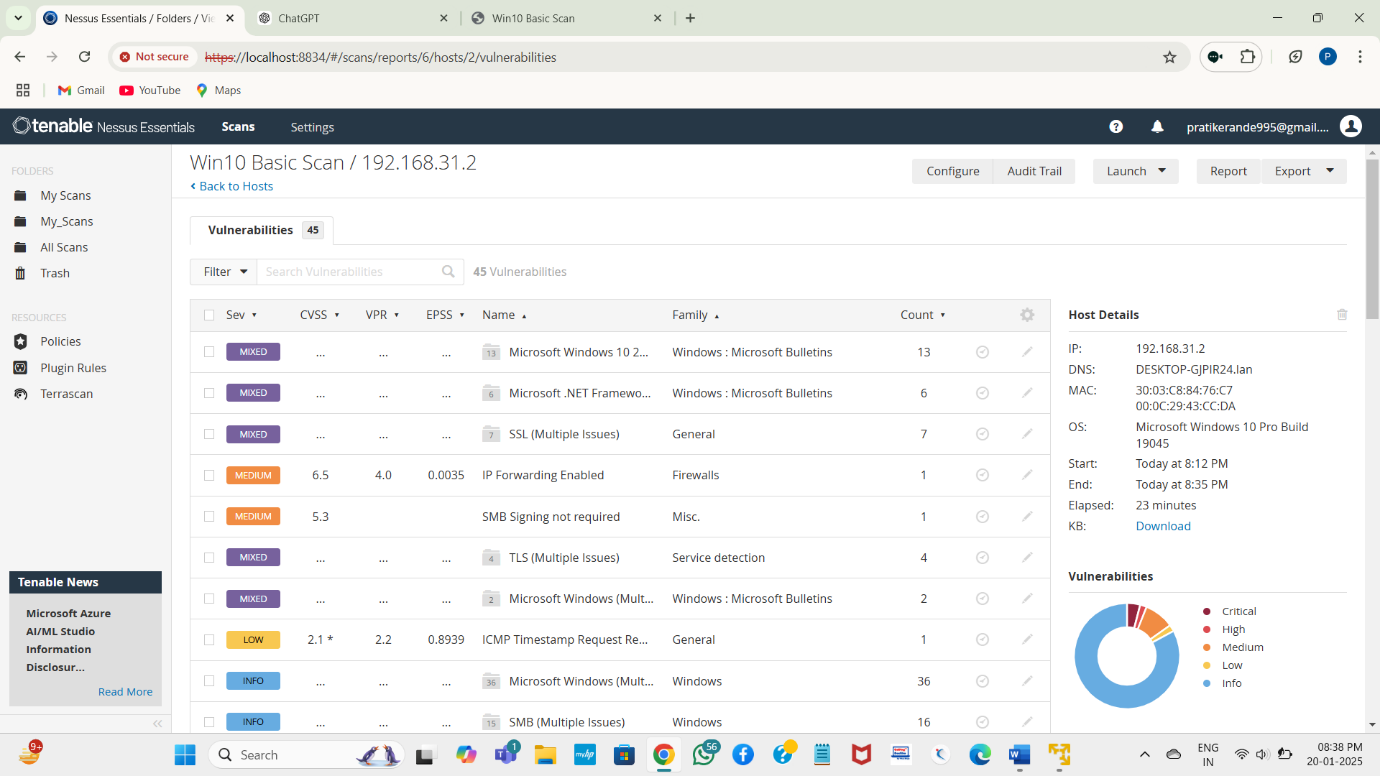 Nessus Essentials / Folders / Vie
ChatGPT
Win10 Basic Scan
Not secure
https://localhost:8834/#/scans/reports/6/hosts/2/vulnerabilities
P
Gmail
YouTube
Maps
tenable Nessus Essentials
Scans
Settings
pratikerande995@gmail....
FOLDERS
My Scans
My_Scans
All Scans
Trash
RESOURCES
Policies
Plugin Rules
Terrascan
Tenable News
Microsoft Azure
AI/ML Studio
Information
Disclosur...
Read More
Win10 Basic Scan / 192.168.31.2
< Back to Hosts
Configure
Audit Trail
Launch
Report
Export
Vulnerabilities 45
Filter
Search Vulnerabilities
45 Vulnerabilities
Sev CVSS VPR EPSS Name Family Count
MIXED ... ... ... 13 Microsoft Windows 10 2... Windows : Microsoft Bulletins 13
MIXED ... ... ... 6 Microsoft .NET Framewo... Windows : Microsoft Bulletins 6
MIXED ... ... ... 7 SSL (Multiple Issues) General 7
MEDIUM 6.5 4.0 0.0035 IP Forwarding Enabled Firewalls 1
MEDIUM 5.3 SMB Signing not required Misc. 1
MIXED ... ... ... 4 TLS (Multiple Issues) Service detection 4
MIXED ... ... ... 2 Microsoft Windows (Mult... Windows : Microsoft Bulletins 2
LOW 2.1 * 2.2 0.8939 ICMP Timestamp Request Re... General 1
INFO ... ... ... 36 Microsoft Windows (Mult... Windows 36
INFO ... ... ... 15 SMB (Multiple Issues) Windows 16
Host Details
IP: 192.168.31.2
DNS: DESKTOP-GJPIR24.lan
MAC: 30:03:C8:84:76:C7
00:0C:29:43:CC:DA
OS: Microsoft Windows 10 Pro Build
19045
Start: Today at 8:12 PM
End: Today at 8:35 PM
Elapsed: 23 minutes
KB: Download
Vulnerabilities
Critical
High
Medium
Low
Info
9+
Search
1
myhp
56
ENG
IN
08:38 PM
20-01-2025